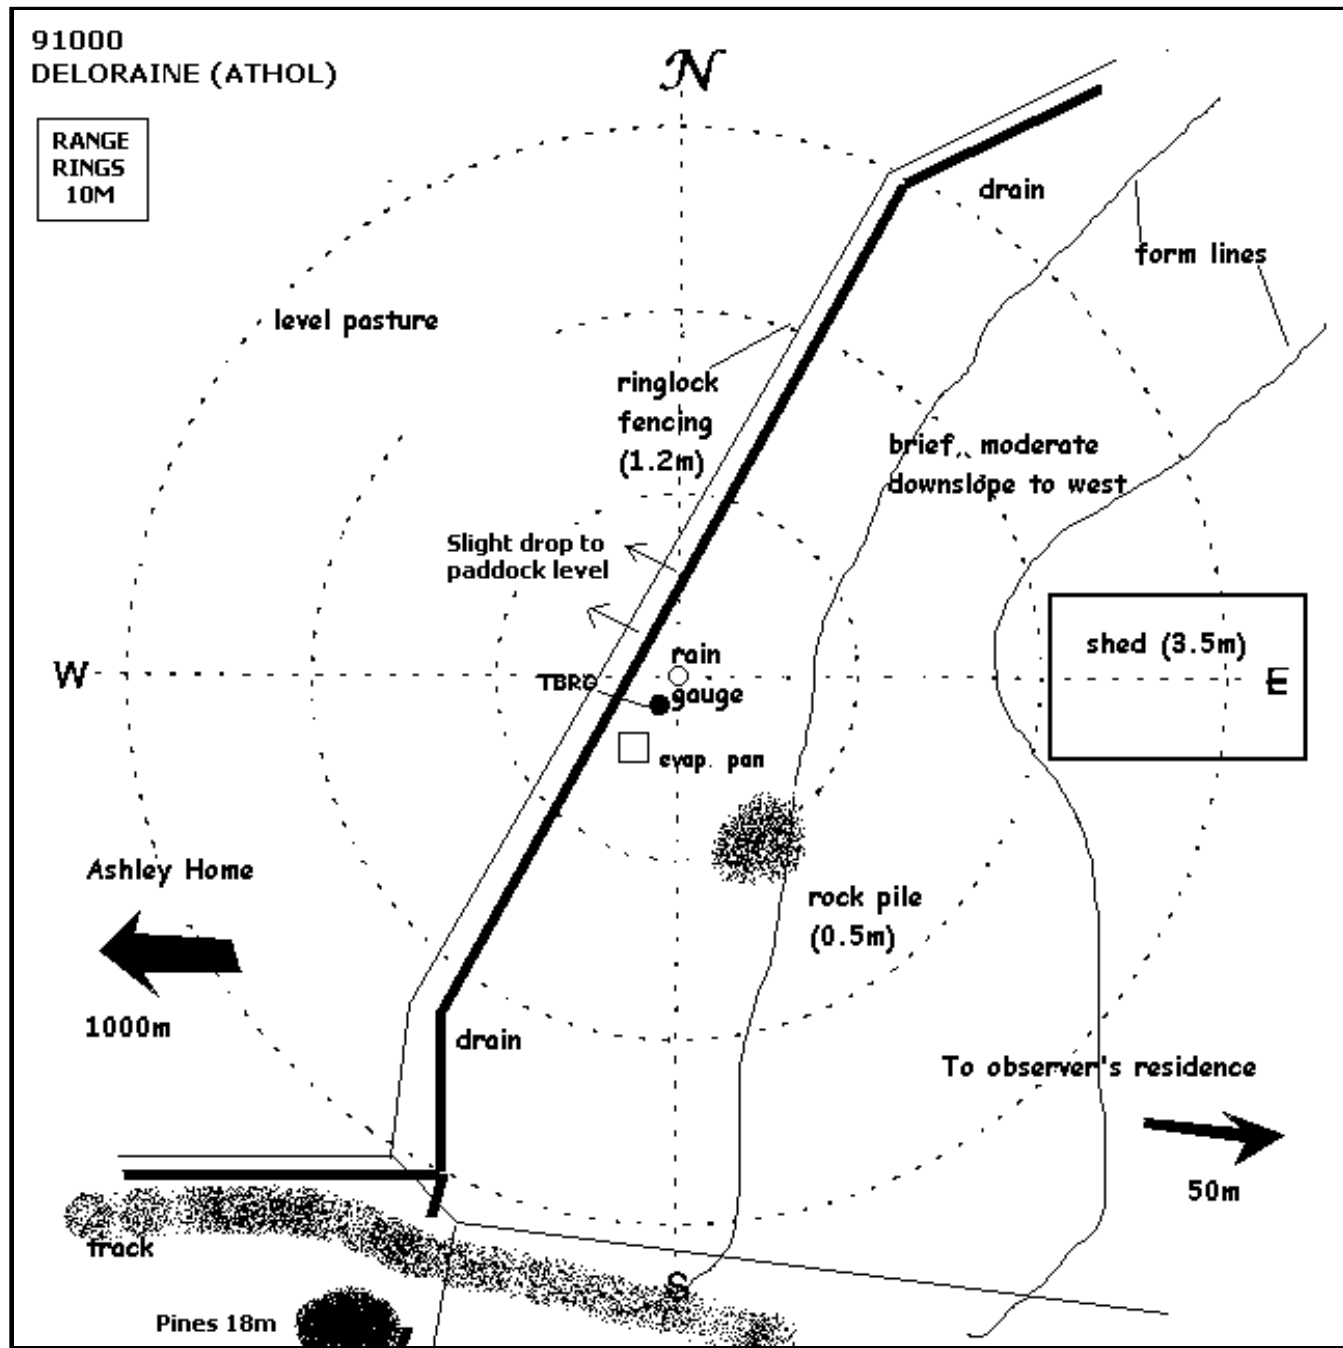 91000
DELORAINE (ATHOL)
N
RANGE
RINGS
10M
drain
form lines
level pasture
ringlock
fencing
(1.2m)
brief, moderate
downslope to west
Slight drop to
paddock level
W
TBRG
rain
gauge
shed (3.5m)
E
evap. pan
Ashley Home
1000m
rock pile
(0.5m)
drain
To observer's residence
50m
track
S
Pines 18m